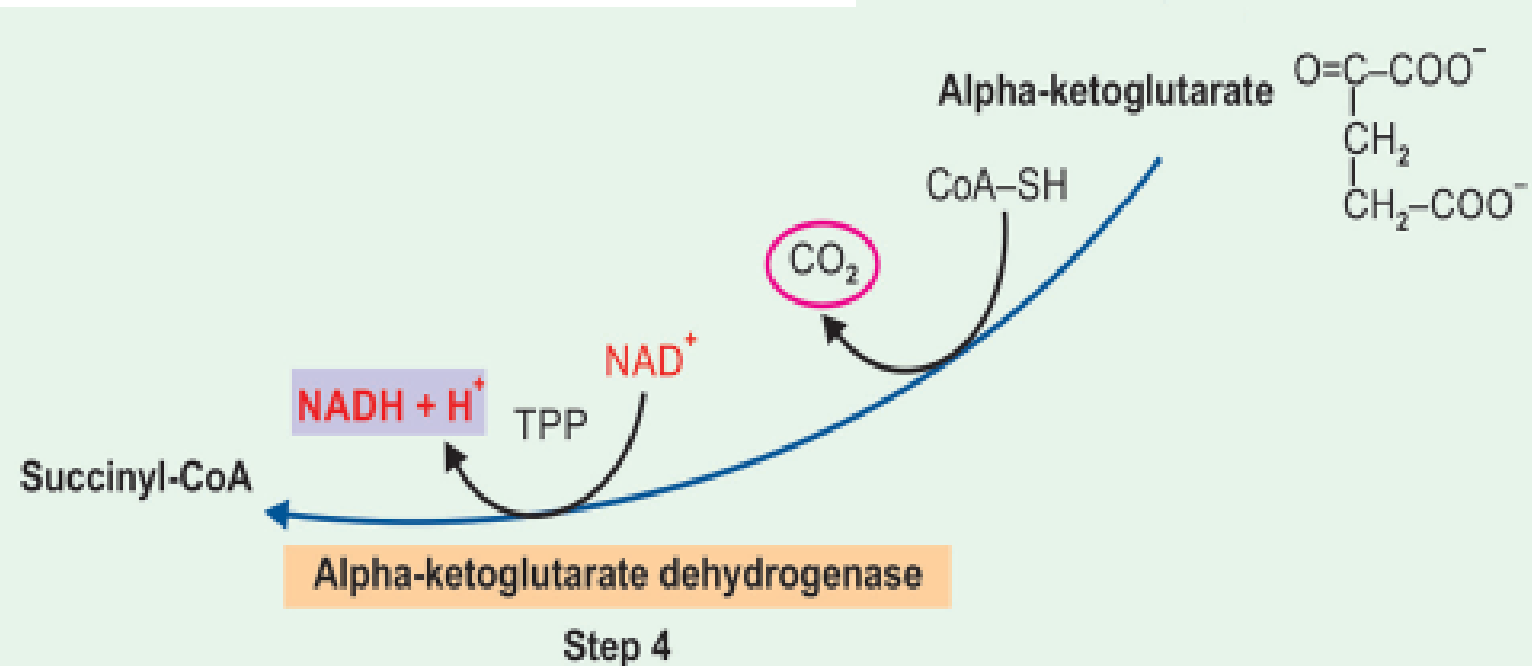 Alpha-ketoglutarate
O=C–COO⁻
CH₂
CH₂–COO⁻
CoA–SH
CO₂
NAD⁺
NADH + H⁺
TPP
Succinyl-CoA
Alpha-ketoglutarate dehydrogenase
Step 4